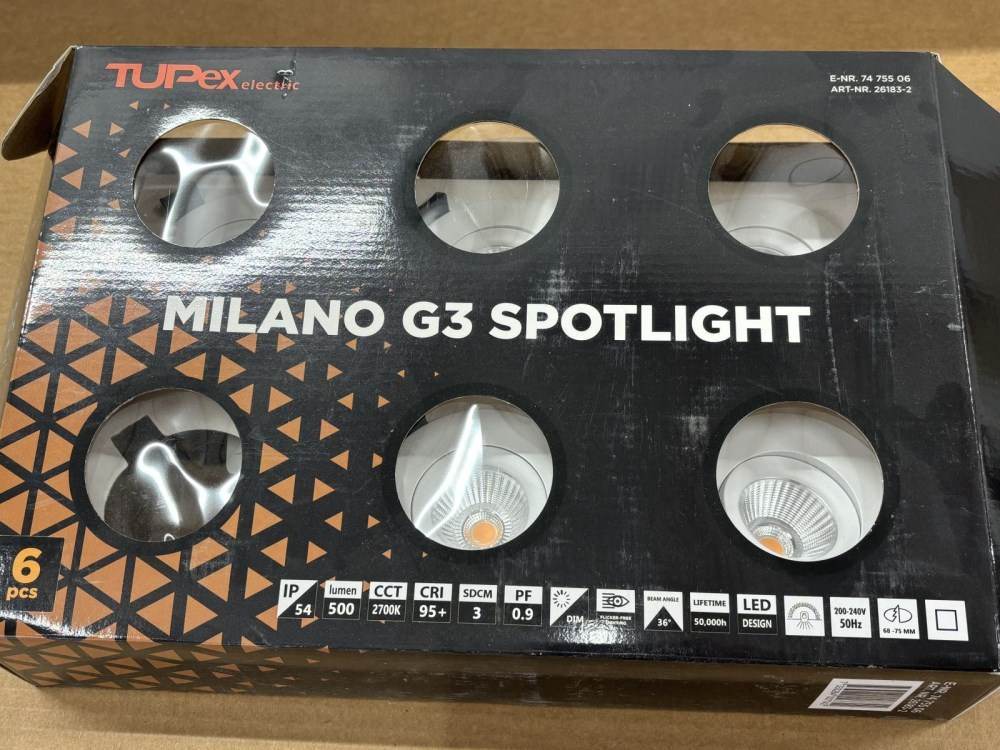 TUPex electric
E-NR. 74 755 06
ART-NR. 26183-2
MILANO G3 SPOTLIGHT
6
pcs
IP
54
lumen
500
CCT
2700K
CRI
95+
SDCM
3
PF
0.9
DIM
FLICKER-FREE
BEAM ANGLE
36°
LIFETIME
50,000h
LED
DESIGN
200-240V
50Hz
68 -75 MM